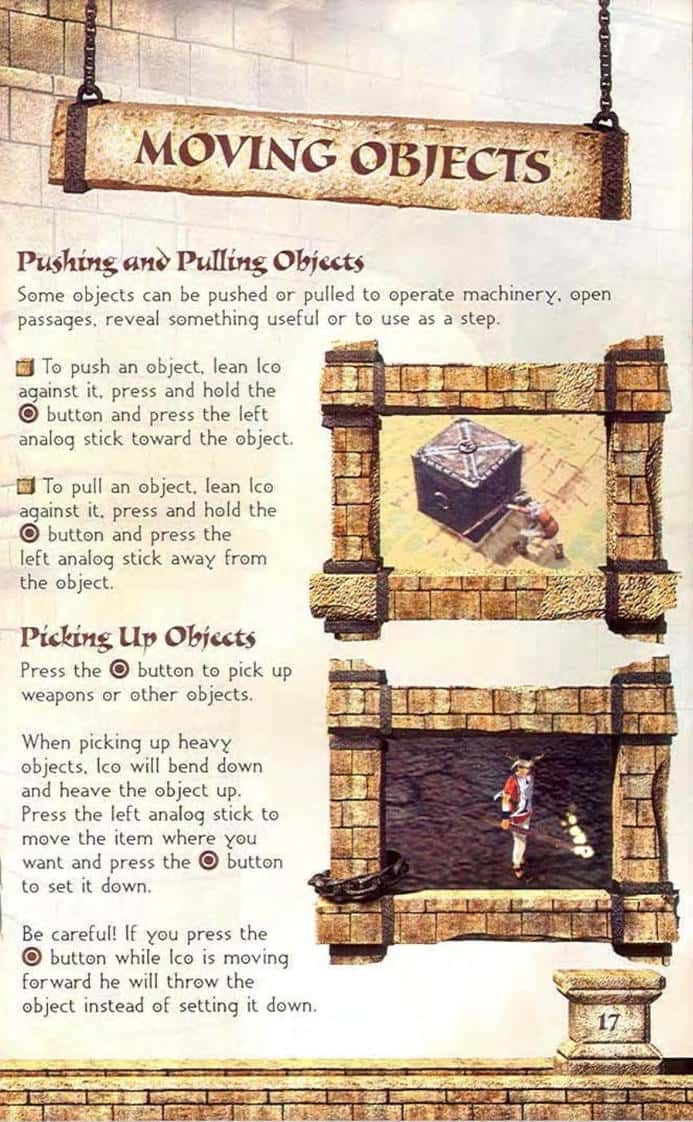 MOVING OBJECTS
Pushing and Pulling Objects
Some objects can be pushed or pulled to operate machinery, open
passages, reveal something useful or to use as a step.
To push an object, lean Ico
against it, press and hold the
button and press the left
analog stick toward the object.
To pull an object, lean Ico
against it, press and hold the
button and press the
left analog stick away from
the object.
Picking Up Objects
Press the button to pick up
weapons or other objects.
When picking up heavy
objects, Ico will bend down
and heave the object up.
Press the left analog stick to
move the item where you
want and press the button
to set it down.
Be careful! If you press the
button while Ico is moving
forward he will throw the
object instead of setting it down.
17